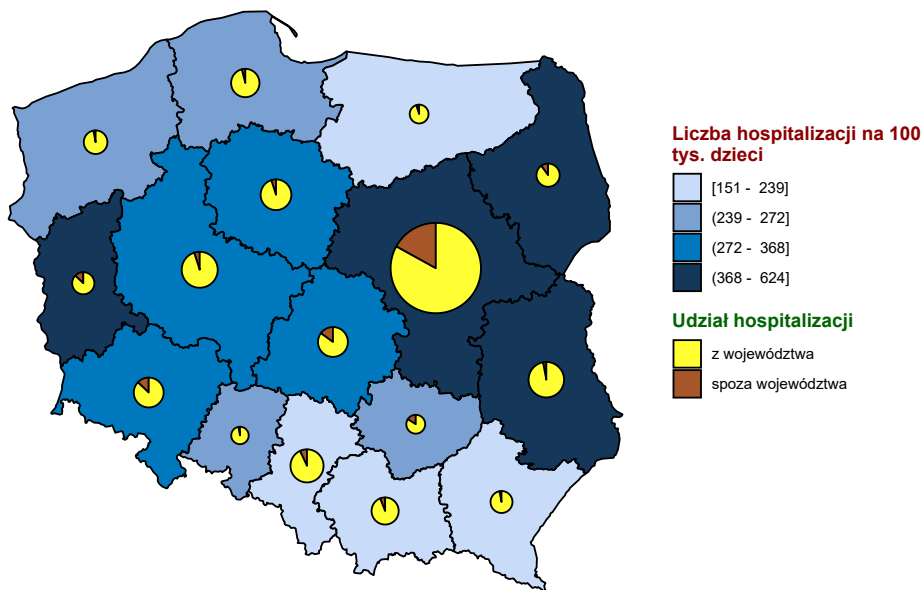 Liczba hospitalizacji na 100
tys. dzieci
[151 - 239]
(239 - 272]
(272 - 368]
(368 - 624]
Udział hospitalizacji
z województwa
spoza województwa